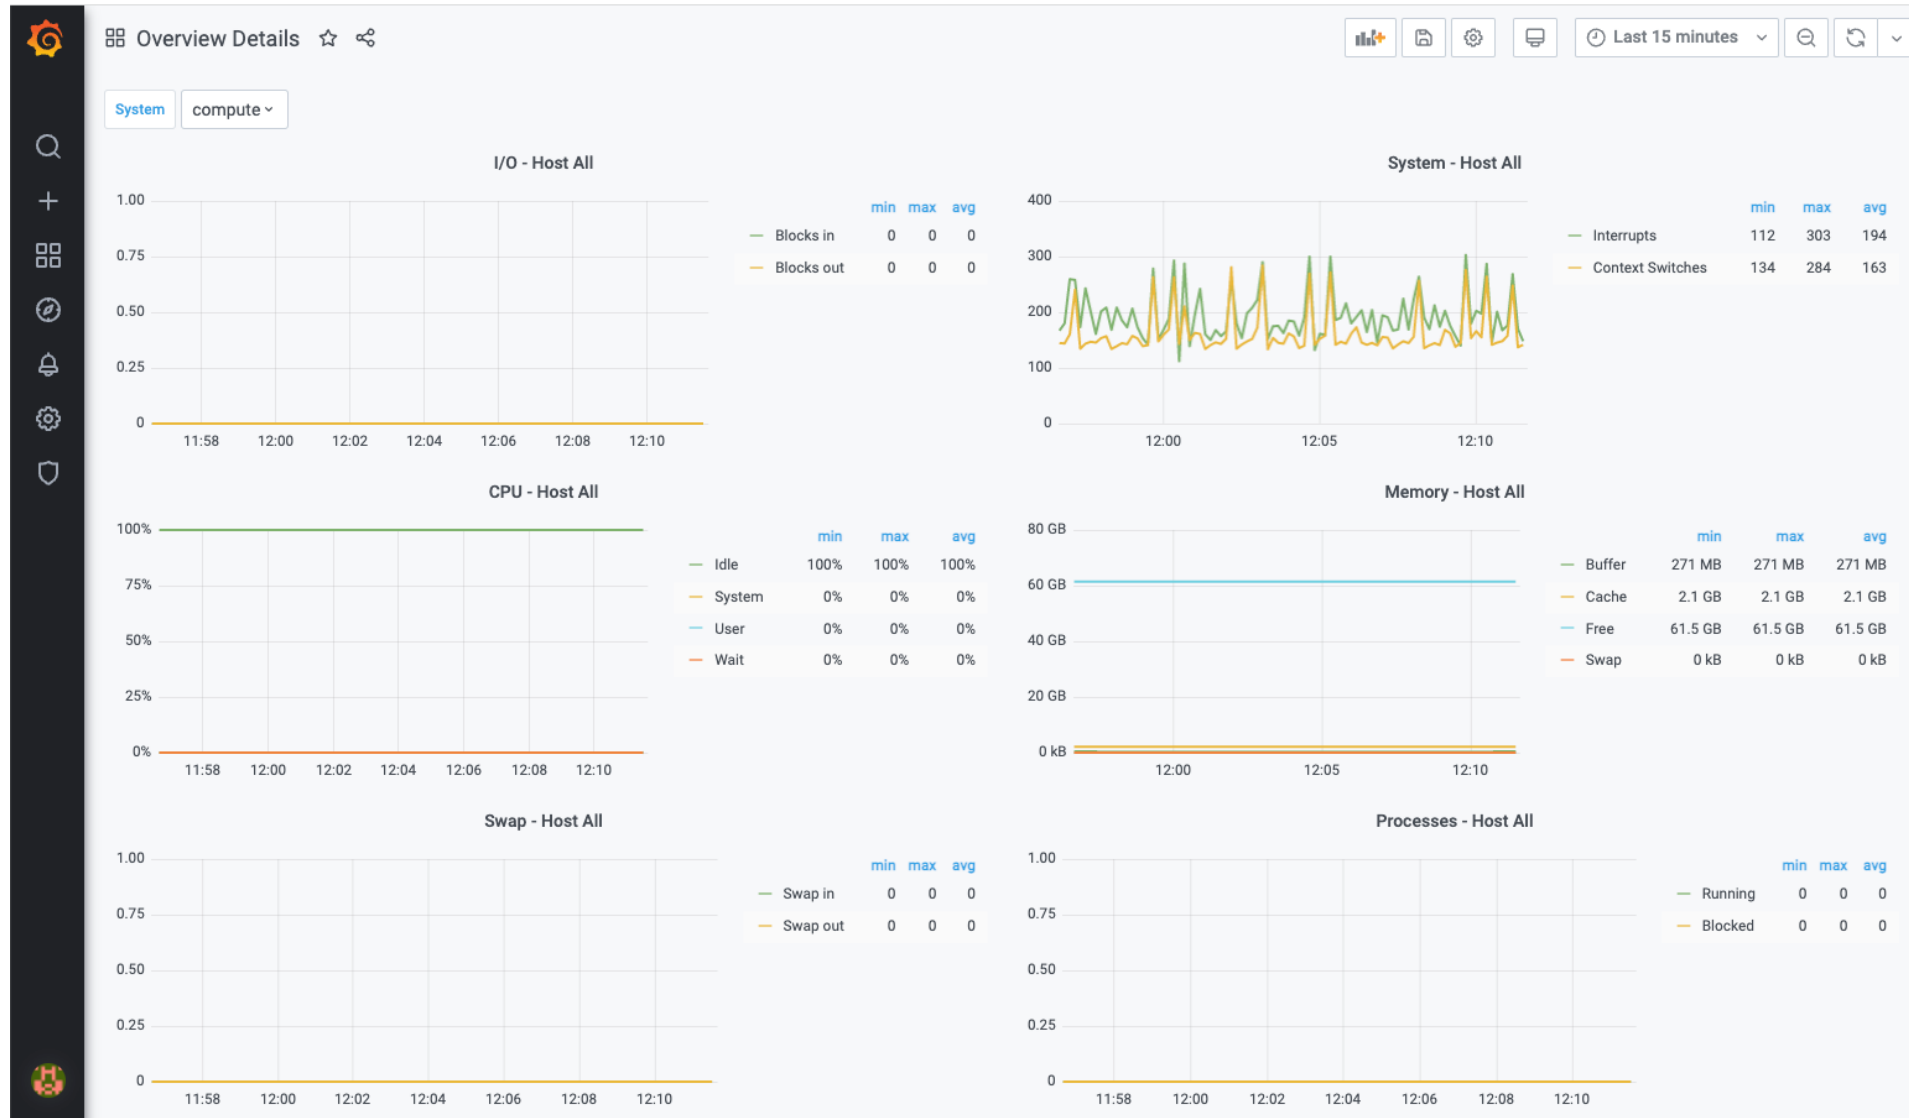 Overview Details
Last 15 minutes
System compute
I/O - Host All
1.00
0.75
0.50
0.25
0
11:58 12:00 12:02 12:04 12:06 12:08 12:10
min max avg
Blocks in 0 0 0
Blocks out 0 0 0
System - Host All
400
300
200
100
0
12:00 12:05 12:10
min max avg
Interrupts 112 303 194
Context Switches 134 284 163
CPU - Host All
100%
75%
50%
25%
0%
11:58 12:00 12:02 12:04 12:06 12:08 12:10
min max avg
Idle 100% 100% 100%
System 0% 0% 0%
User 0% 0% 0%
Wait 0% 0% 0%
Memory - Host All
80 GB
60 GB
40 GB
20 GB
0 kB
12:00 12:05 12:10
min max avg
Buffer 271 MB 271 MB 271 MB
Cache 2.1 GB 2.1 GB 2.1 GB
Free 61.5 GB 61.5 GB 61.5 GB
Swap 0 kB 0 kB 0 kB
Swap - Host All
1.00
0.75
0.50
0.25
0
11:58 12:00 12:02 12:04 12:06 12:08 12:10
min max avg
Swap in 0 0 0
Swap out 0 0 0
Processes - Host All
1.00
0.75
0.50
0.25
0
11:58 12:00 12:02 12:04 12:06 12:08 12:10
min max avg
Running 0 0 0
Blocked 0 0 0